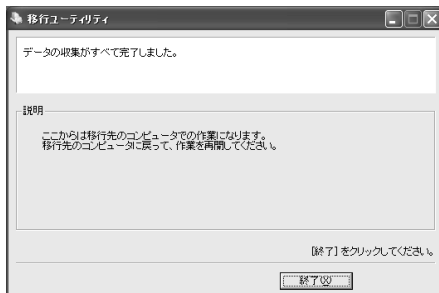 移行ユーティリティ
データの収集がすべて完了しました。
説明
ここからは移行先のコンピュータでの作業になります。
移行先のコンピュータに戻って、作業を再開してください。
[終了]をクリックしてください。
終了(X)